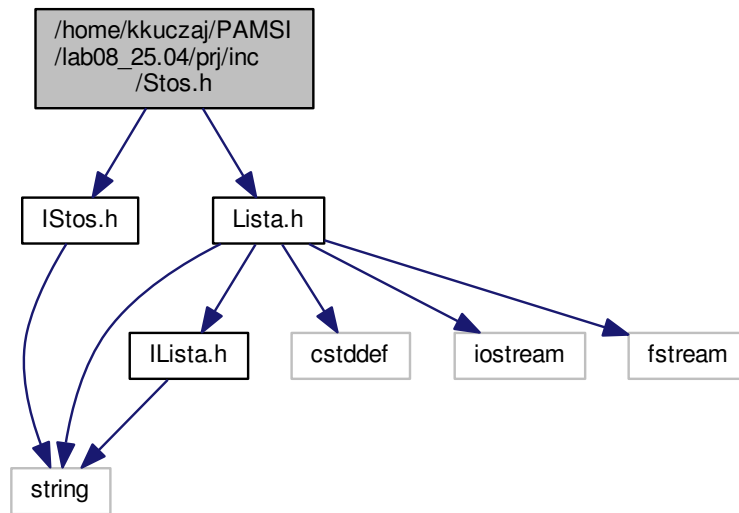 /home/kkuczaj/PAMSI
/lab08_25.04/prj/inc
/Stos.h
IStos.h
Lista.h
ILista.h
cstddef
iostream
fstream
string